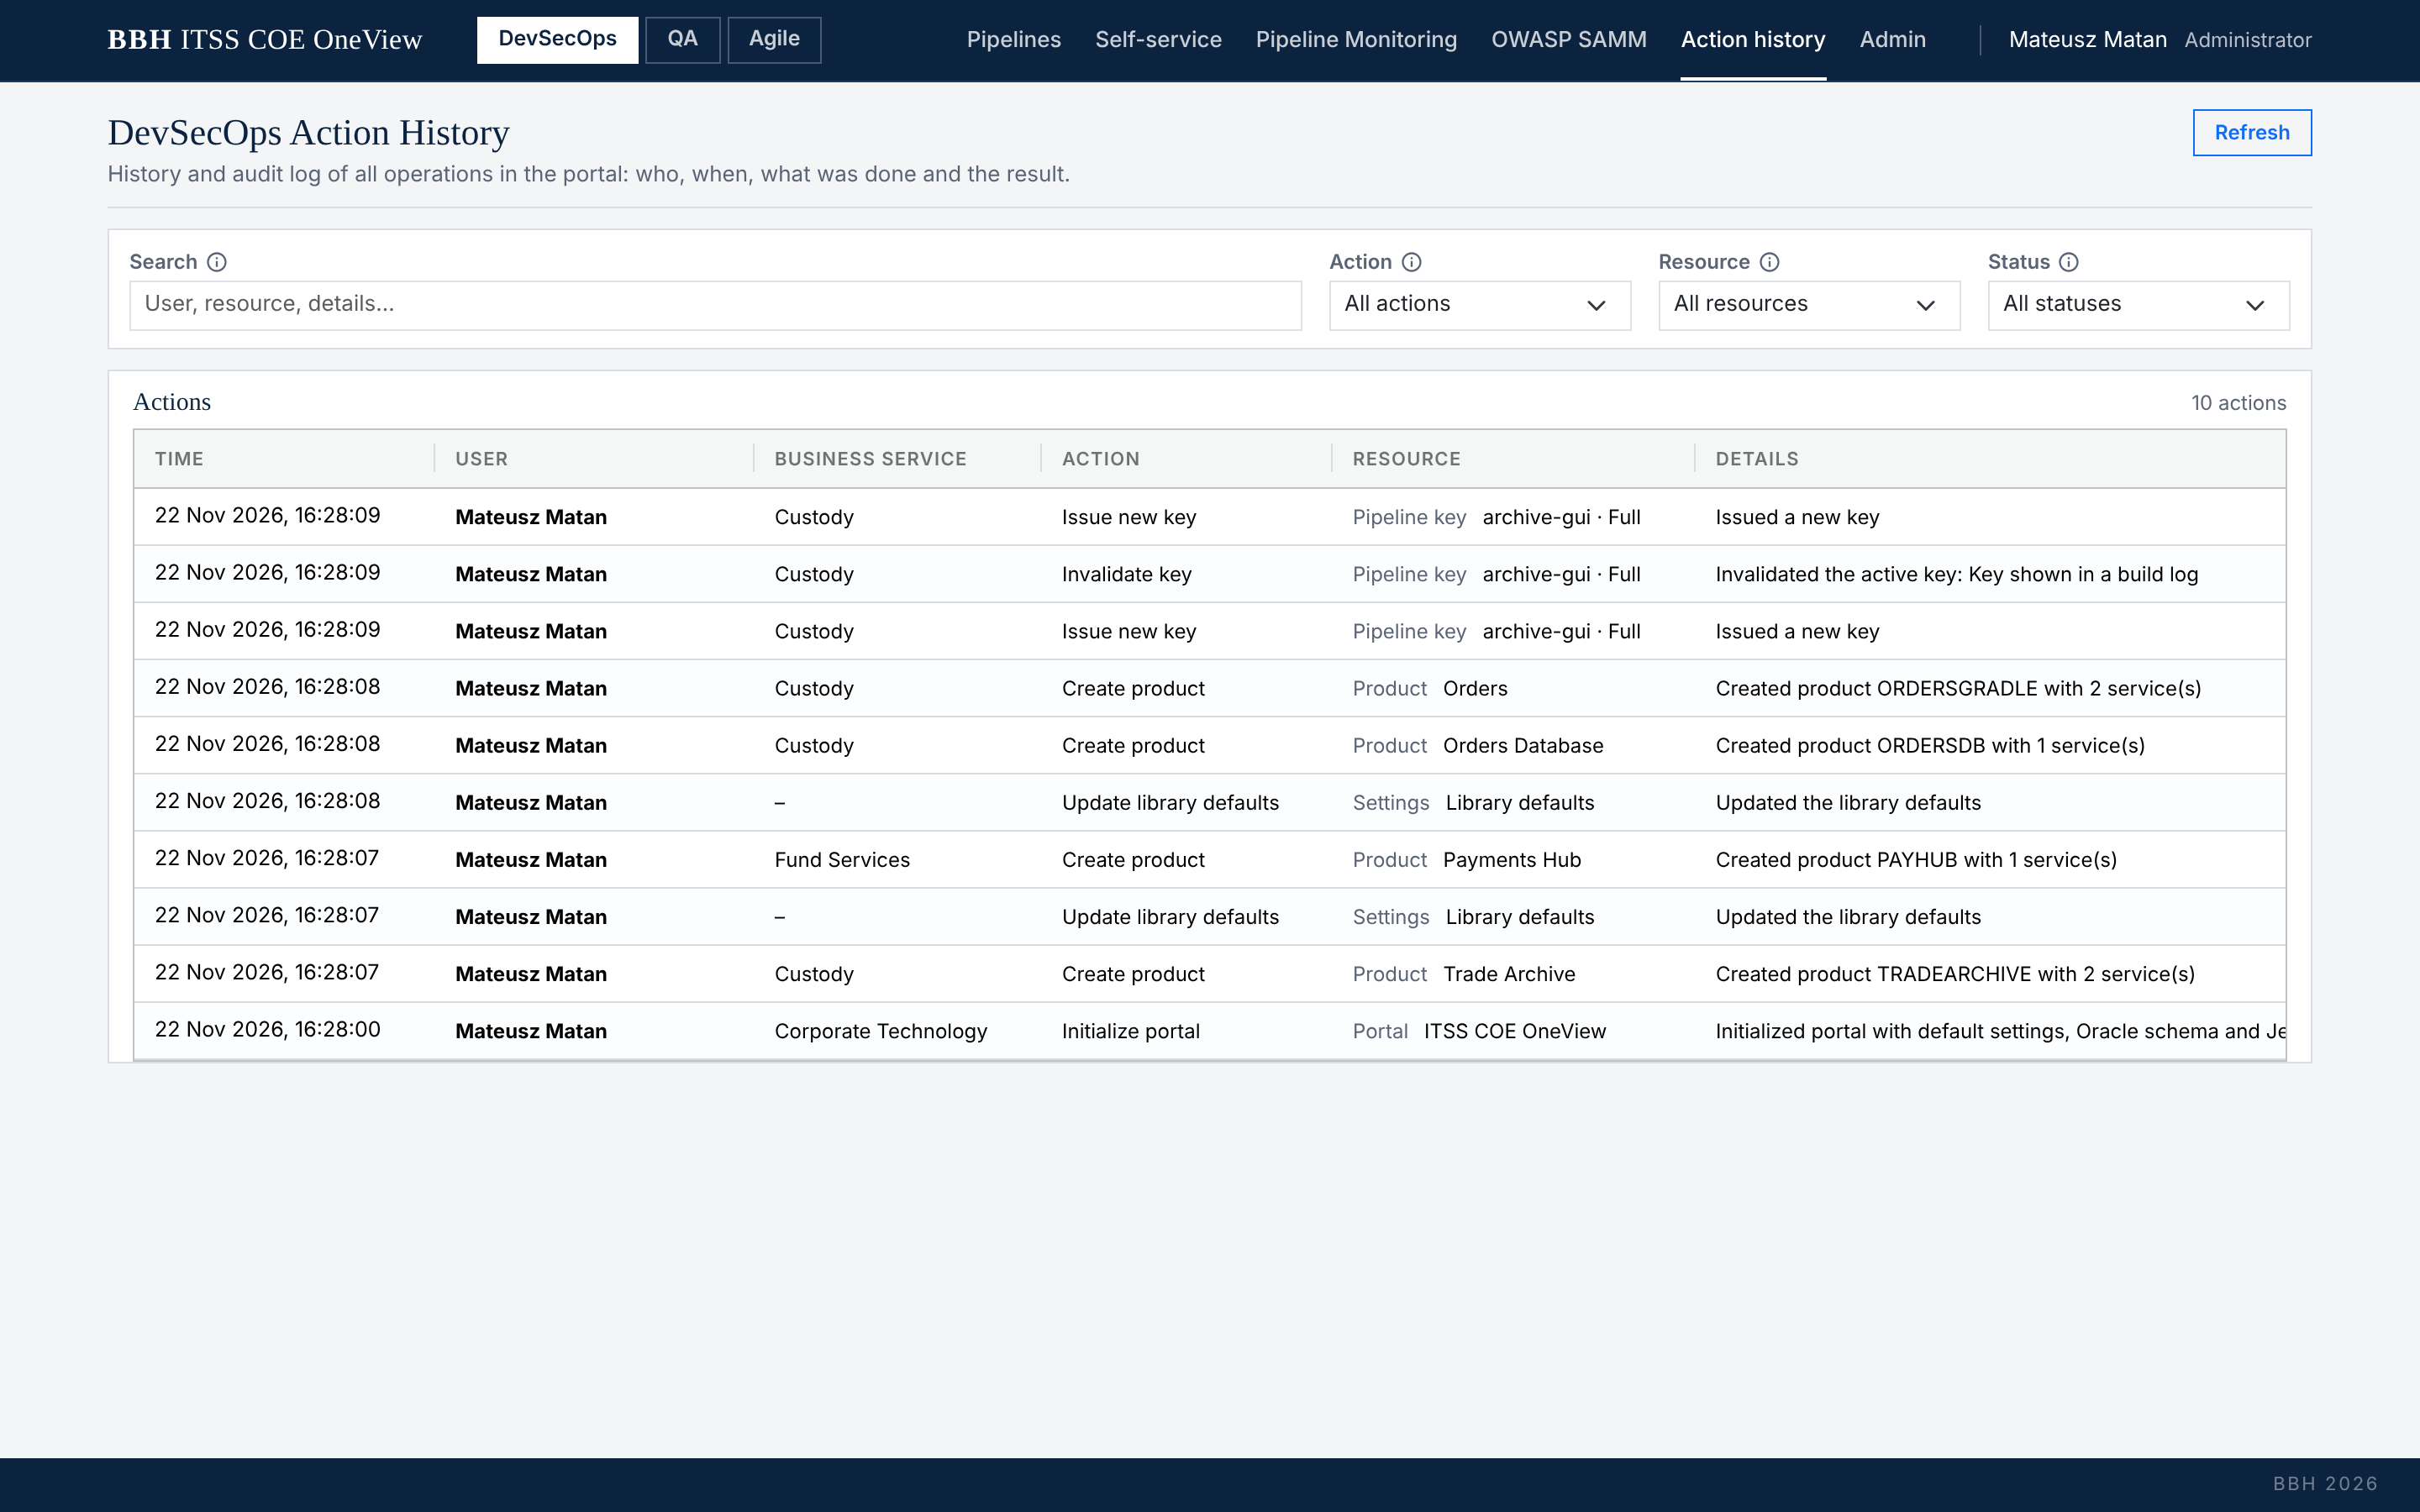 BBH ITSS COE OneView DevSecOps QA Agile Pipelines Self-service Pipeline Monitoring OWASP SAMM Action history Admin Mateusz Matan Administrator
DevSecOps Action History Refresh
History and audit log of all operations in the portal: who, when, what was done and the result.
Search Action Resource Status
User, resource, details... All actions All resources All statuses
Actions 10 actions
TIME USER BUSINESS SERVICE ACTION RESOURCE DETAILS
22 Nov 2026, 16:28:09 Mateusz Matan Custody Issue new key Pipeline key archive-gui · Full Issued a new key
22 Nov 2026, 16:28:09 Mateusz Matan Custody Invalidate key Pipeline key archive-gui · Full Invalidated the active key: Key shown in a build log
22 Nov 2026, 16:28:09 Mateusz Matan Custody Issue new key Pipeline key archive-gui · Full Issued a new key
22 Nov 2026, 16:28:08 Mateusz Matan Custody Create product Product Orders Created product ORDERSGRADLE with 2 service(s)
22 Nov 2026, 16:28:08 Mateusz Matan Custody Create product Product Orders Database Created product ORDERSDB with 1 service(s)
22 Nov 2026, 16:28:08 Mateusz Matan – Update library defaults Settings Library defaults Updated the library defaults
22 Nov 2026, 16:28:07 Mateusz Matan Fund Services Create product Product Payments Hub Created product PAYHUB with 1 service(s)
22 Nov 2026, 16:28:07 Mateusz Matan – Update library defaults Settings Library defaults Updated the library defaults
22 Nov 2026, 16:28:07 Mateusz Matan Custody Create product Product Trade Archive Created product TRADEARCHIVE with 2 service(s)
22 Nov 2026, 16:28:00 Mateusz Matan Corporate Technology Initialize portal Portal ITSS COE OneView Initialized portal with default settings, Oracle schema and Je
BBH 2026